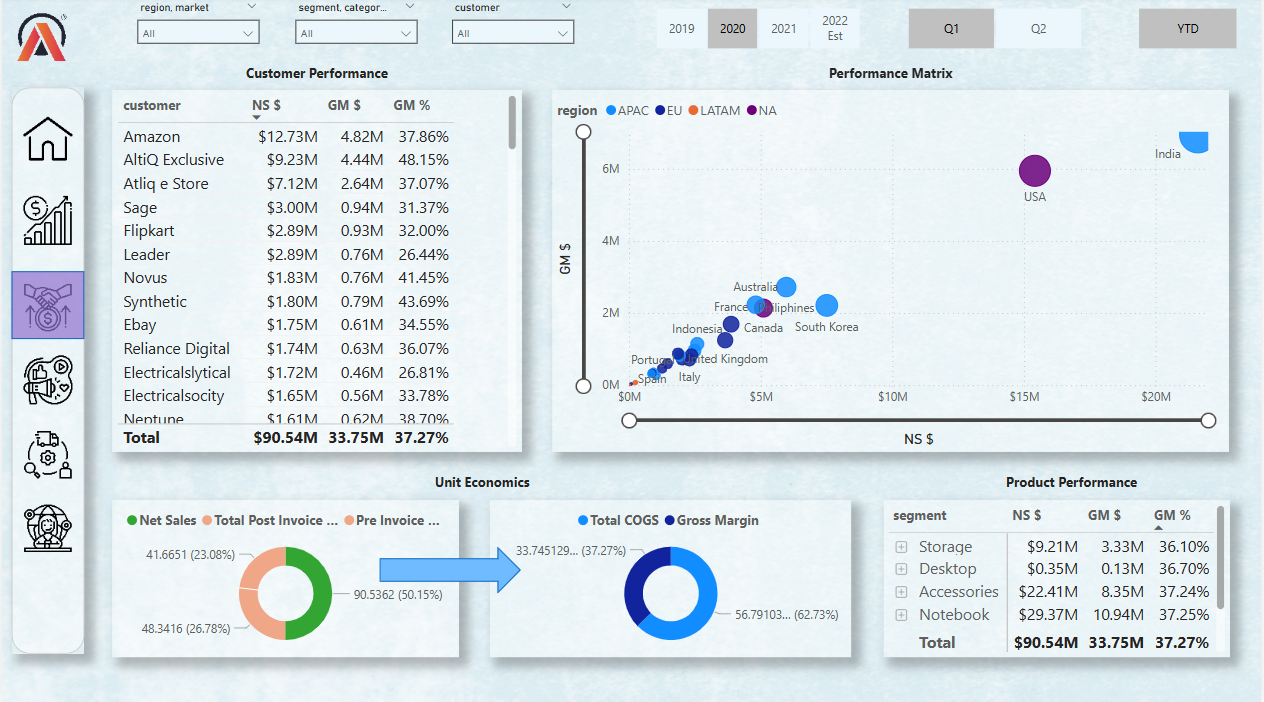 region, market
segment, categor...
customer
All
All
All
2019
2020
2021
2022
Est
Q1
Q2
YTD
Customer Performance
customer NS $ GM $ GM %
Amazon $12.73M 4.82M 37.86%
AltiQ Exclusive $9.23M 4.44M 48.15%
Atliq e Store $7.12M 2.64M 37.07%
Sage $3.00M 0.94M 31.37%
Flipkart $2.89M 0.93M 32.00%
Leader $2.89M 0.76M 26.44%
Novus $1.83M 0.76M 41.45%
Synthetic $1.80M 0.79M 43.69%
Ebay $1.75M 0.61M 34.55%
Reliance Digital $1.74M 0.63M 36.07%
Electricalslytical $1.72M 0.46M 26.81%
Electricalsocity $1.65M 0.56M 33.78%
Neptune $1.61M 0.62M 38.70%
Total $90.54M 33.75M 37.27%
Performance Matrix
region APAC EU LATAM NA
GM $
6M
4M
2M
0M
India
USA
Australia
France
Philippines
Canada
South Korea
Indonesia
Portugal
United Kingdom
Spain
Italy
$0M $5M $10M $15M $20M
NS $
Unit Economics
Net Sales Total Post Invoice ... Pre Invoice ...
41.6651 (23.08%)
90.5362 (50.15%)
48.3416 (26.78%)
Total COGS Gross Margin
33.745129... (37.27%)
56.79103... (62.73%)
Product Performance
segment NS $ GM $ GM %
Storage $9.21M 3.33M 36.10%
Desktop $0.35M 0.13M 36.70%
Accessories $22.41M 8.35M 37.24%
Notebook $29.37M 10.94M 37.25%
Total $90.54M 33.75M 37.27%